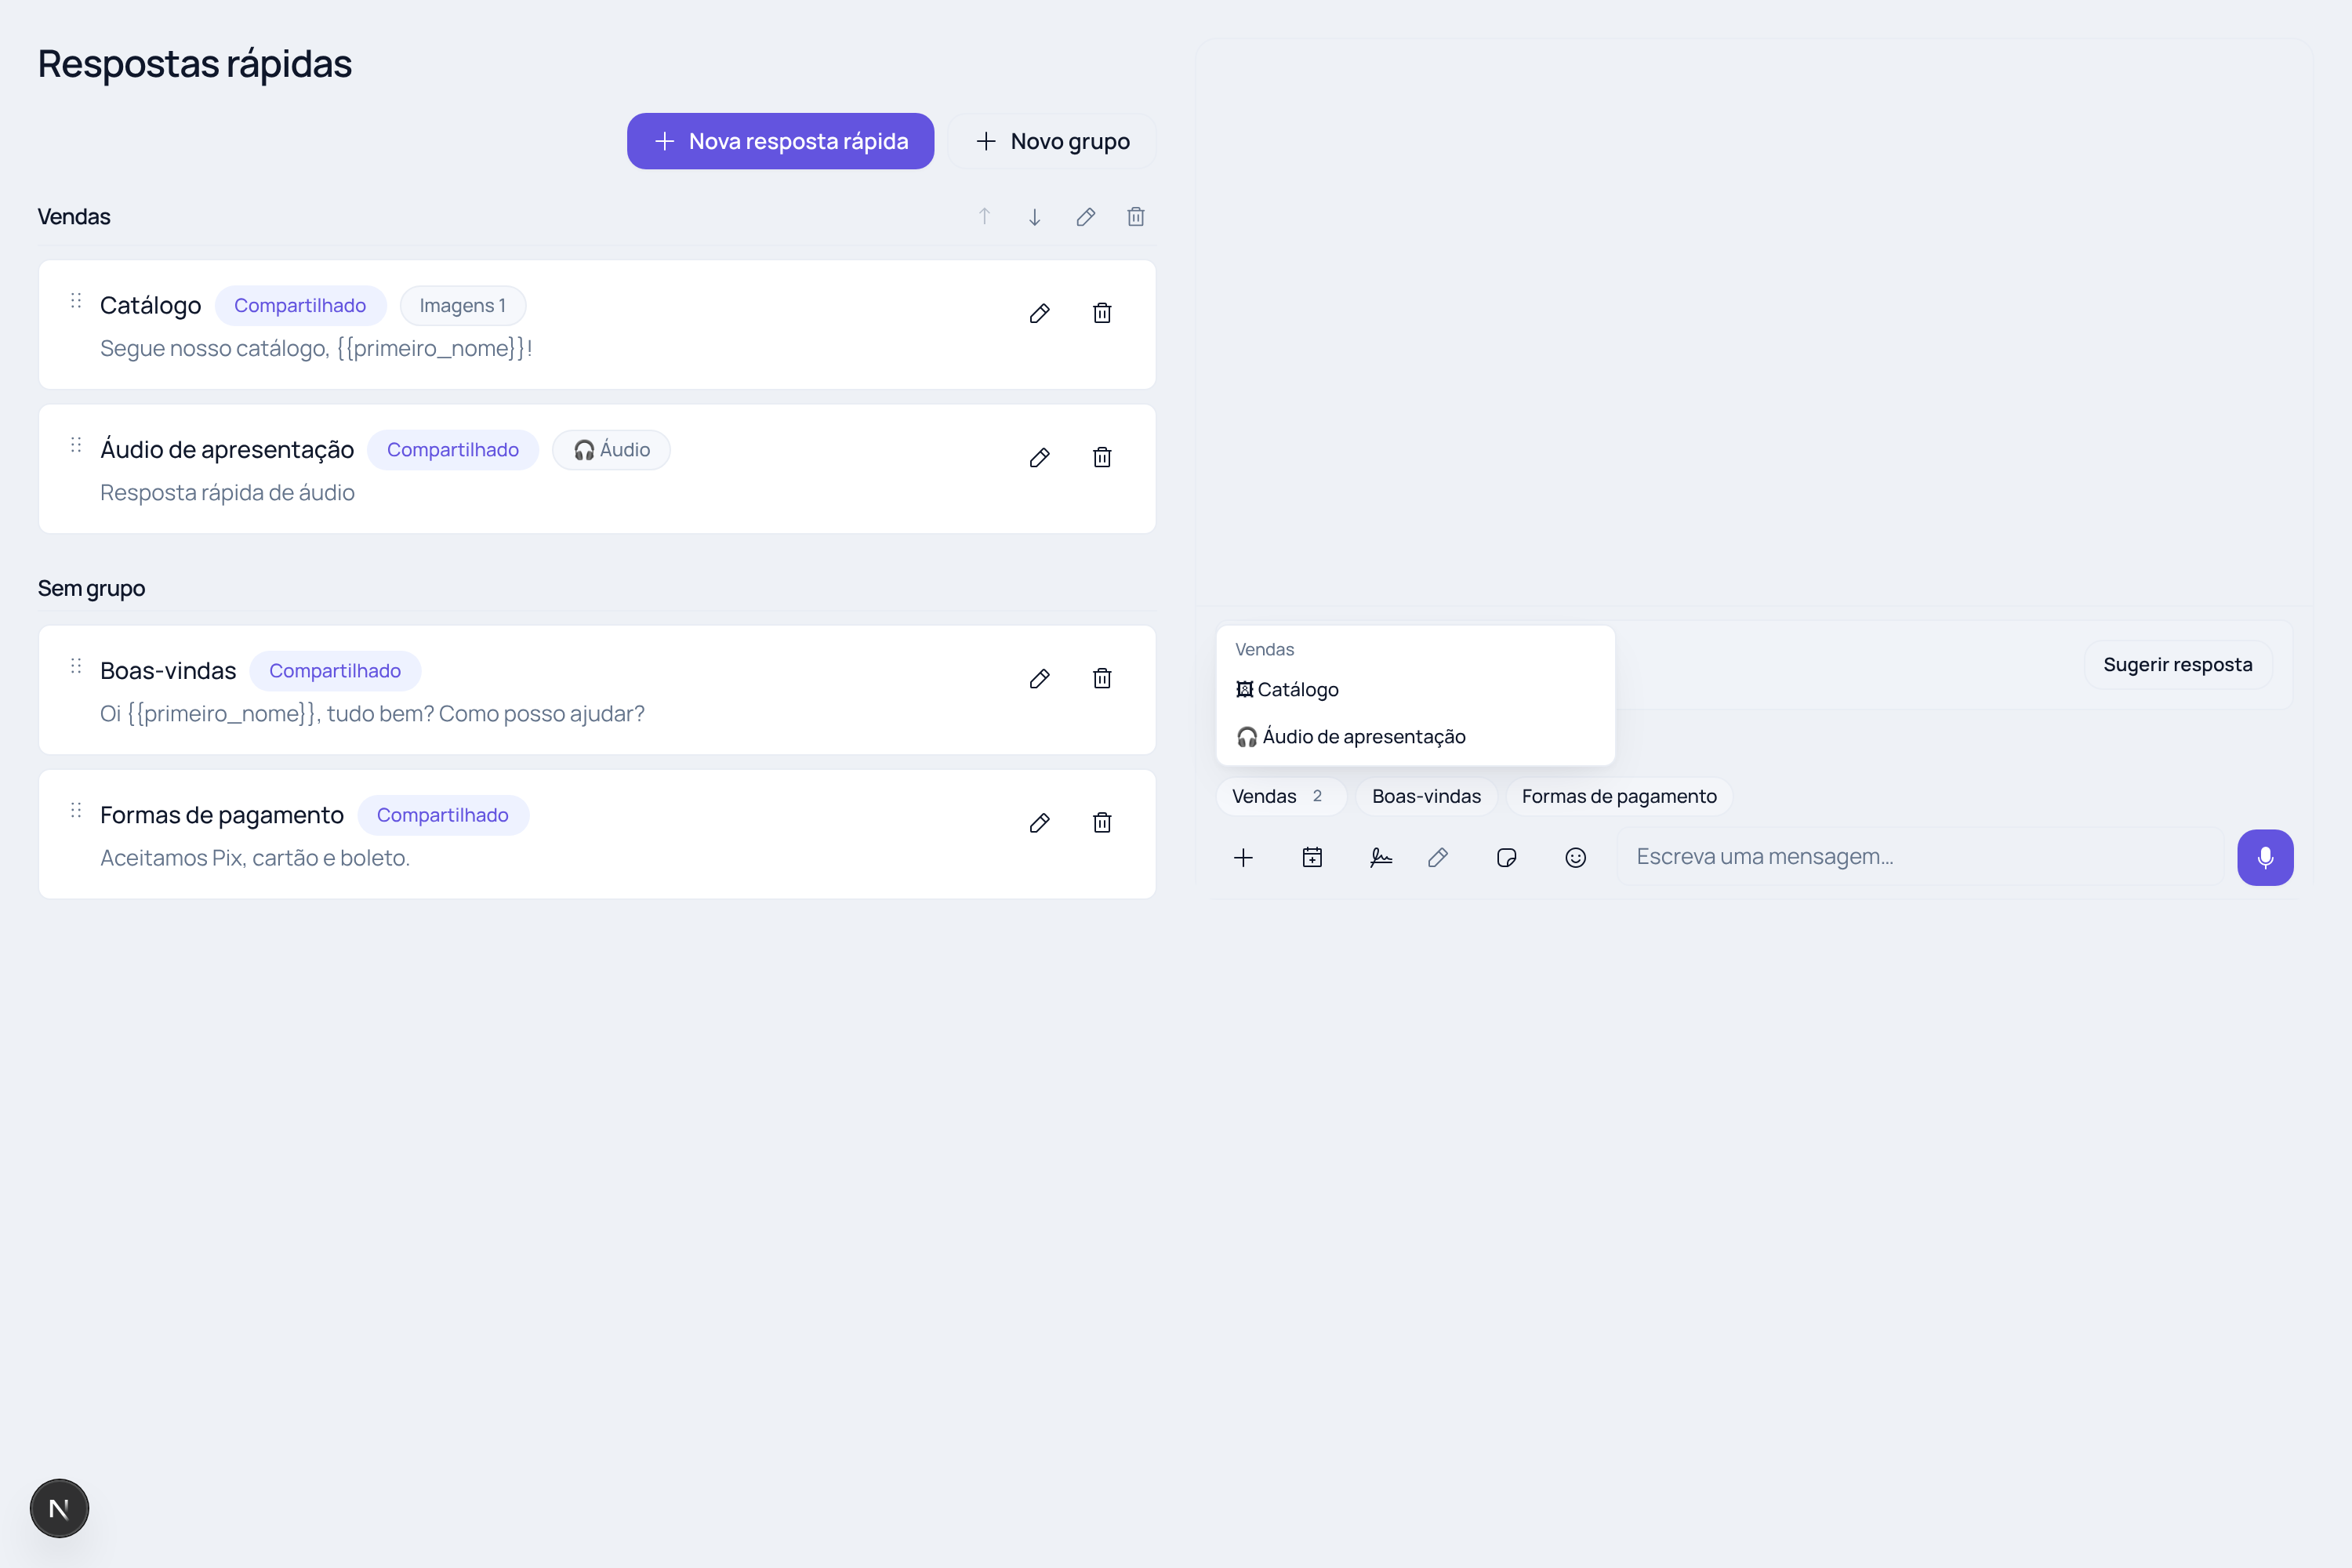 Respostas rápidas
Nova resposta rápida
Novo grupo
Vendas
Catálogo Compartilhado Imagens 1
Segue nosso catálogo, {{primeiro_nome}}!
Áudio de apresentação Compartilhado 🎧 Áudio
Resposta rápida de áudio
Sem grupo
Boas-vindas Compartilhado
Oi {{primeiro_nome}}, tudo bem? Como posso ajudar?
Formas de pagamento Compartilhado
Aceitamos Pix, cartão e boleto.
Vendas
🖼 Catálogo
🎧 Áudio de apresentação
Sugerir resposta
Vendas 2 Boas-vindas Formas de pagamento
Escreva uma mensagem...
N